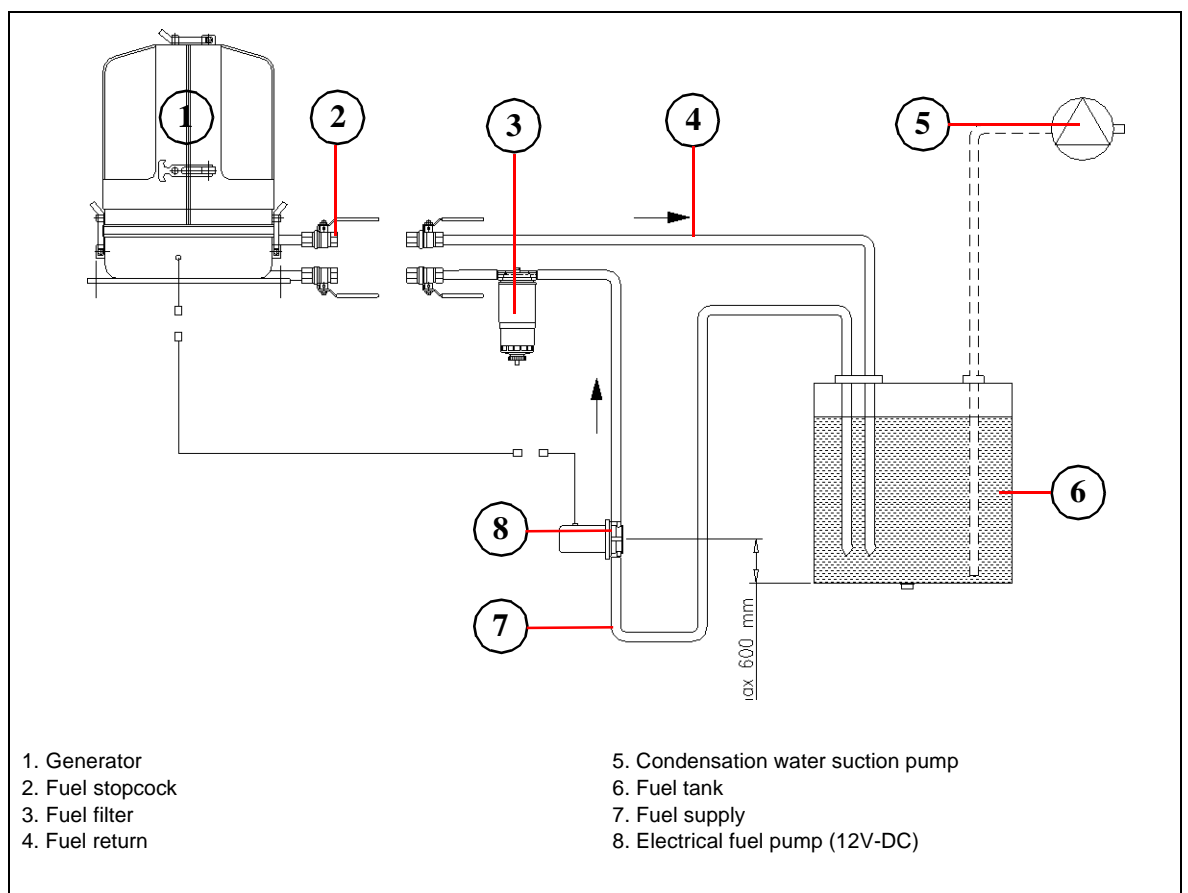 1
2
3
4
5
6
7
8
ax 600 mm
1. Generator
2. Fuel stopcock
3. Fuel filter
4. Fuel return
5. Condensation water suction pump
6. Fuel tank
7. Fuel supply
8. Electrical fuel pump (12V-DC)